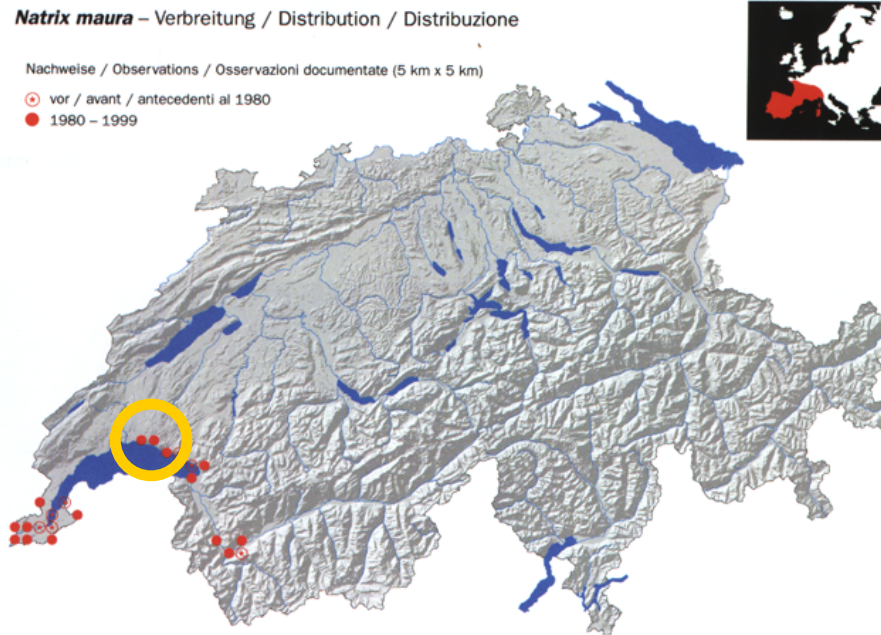 Natrix maura – Verbreitung / Distribution / Distribuzione
Nachweise / Observations / Osservazioni documentate (5 km x 5 km)
vor / avant / antecedenti al 1980
1980 – 1999